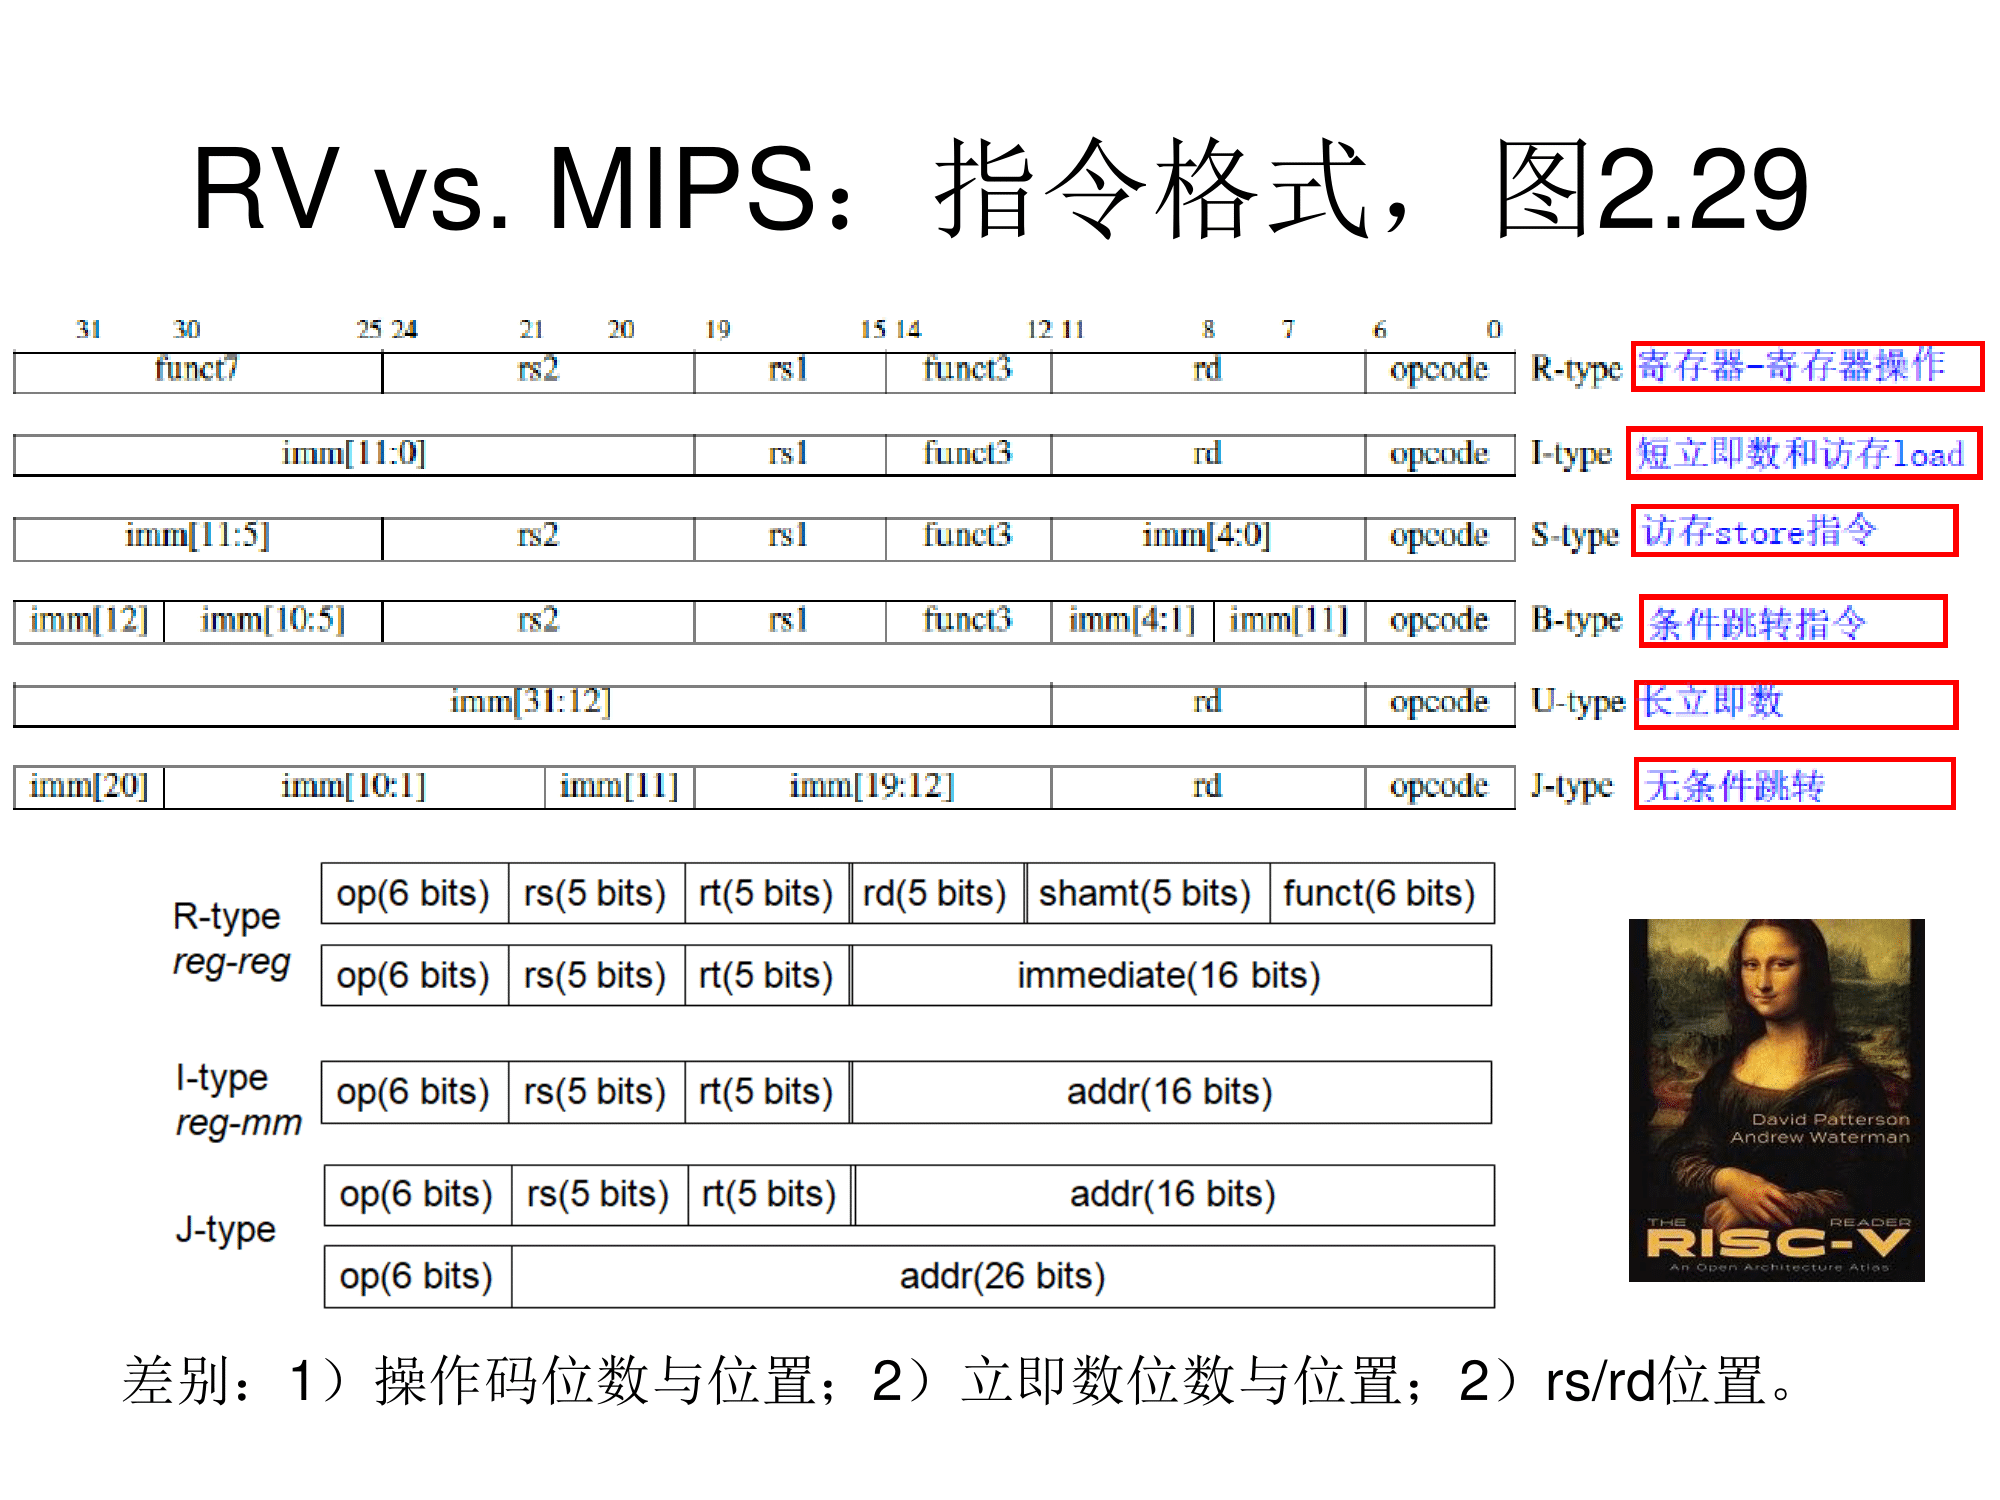 RV vs. MIPS：指令格式，图2.29
31 30 25 24 21 20 19 15 14 12 11 8 7 6 0
funct7 rs2 rs1 funct3 rd opcode R-type 寄存器-寄存器操作
imm[11:0] rs1 funct3 rd opcode I-type 短立即数和访存load
imm[11:5] rs2 rs1 funct3 imm[4:0] opcode S-type 访存store指令
imm[12] imm[10:5] rs2 rs1 funct3 imm[4:1] imm[11] opcode B-type 条件跳转指令
imm[31:12] rd opcode U-type 长立即数
imm[20] imm[10:1] imm[11] imm[19:12] rd opcode J-type 无条件跳转
R-type
reg-reg
op(6 bits) rs(5 bits) rt(5 bits) rd(5 bits) shamt(5 bits) funct(6 bits)
op(6 bits) rs(5 bits) rt(5 bits) immediate(16 bits)
I-type
reg-mm
op(6 bits) rs(5 bits) rt(5 bits) addr(16 bits)
J-type
op(6 bits) rs(5 bits) rt(5 bits) addr(16 bits)
op(6 bits) addr(26 bits)
David Patterson
Andrew Waterman
THE READER
RISC-V
An Open Architecture Atlas
差别：1）操作码位数与位置；2）立即数位数与位置；2）rs/rd位置。